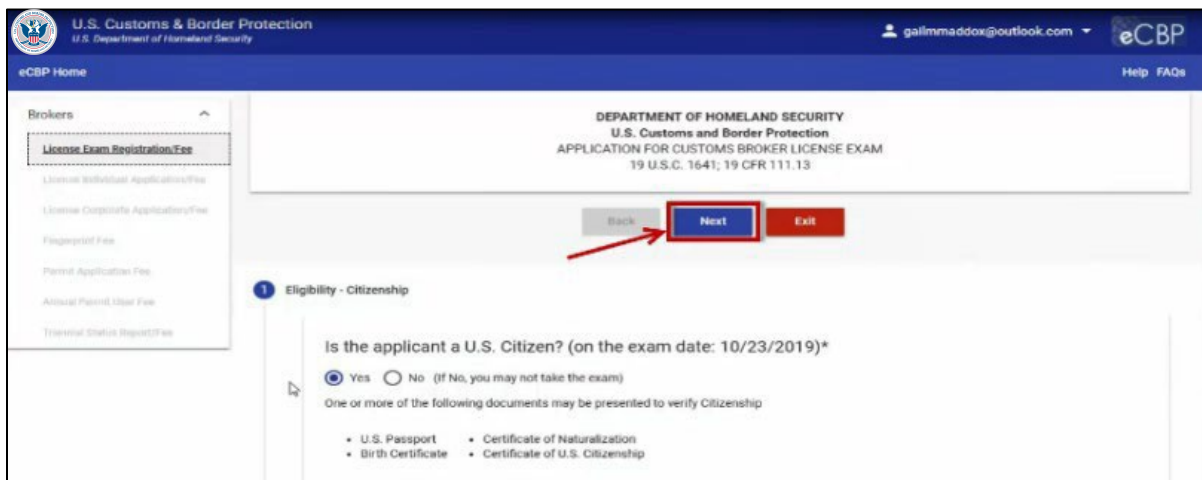 U.S. Customs & Border Protection
U.S. Department of Homeland Security
gailmmaddox@outlook.com
eCBP
eCBP Home
Help FAQs
Brokers
License Exam Registration/Fee
License Individual Application/Fee
License Corporate Application/Fee
Fingerprint Fee
Permit Application Fee
Annual Permit User Fee
Triennial Status Report/Fee
DEPARTMENT OF HOMELAND SECURITY
U.S. Customs and Border Protection
APPLICATION FOR CUSTOMS BROKER LICENSE EXAM
19 U.S.C. 1641; 19 CFR 111.13
Back Next Exit
1 Eligibility - Citizenship
Is the applicant a U.S. Citizen? (on the exam date: 10/23/2019)*
Yes No (If No, you may not take the exam)
One or more of the following documents may be presented to verify Citizenship
• U.S. Passport • Certificate of Naturalization
• Birth Certificate • Certificate of U.S. Citizenship